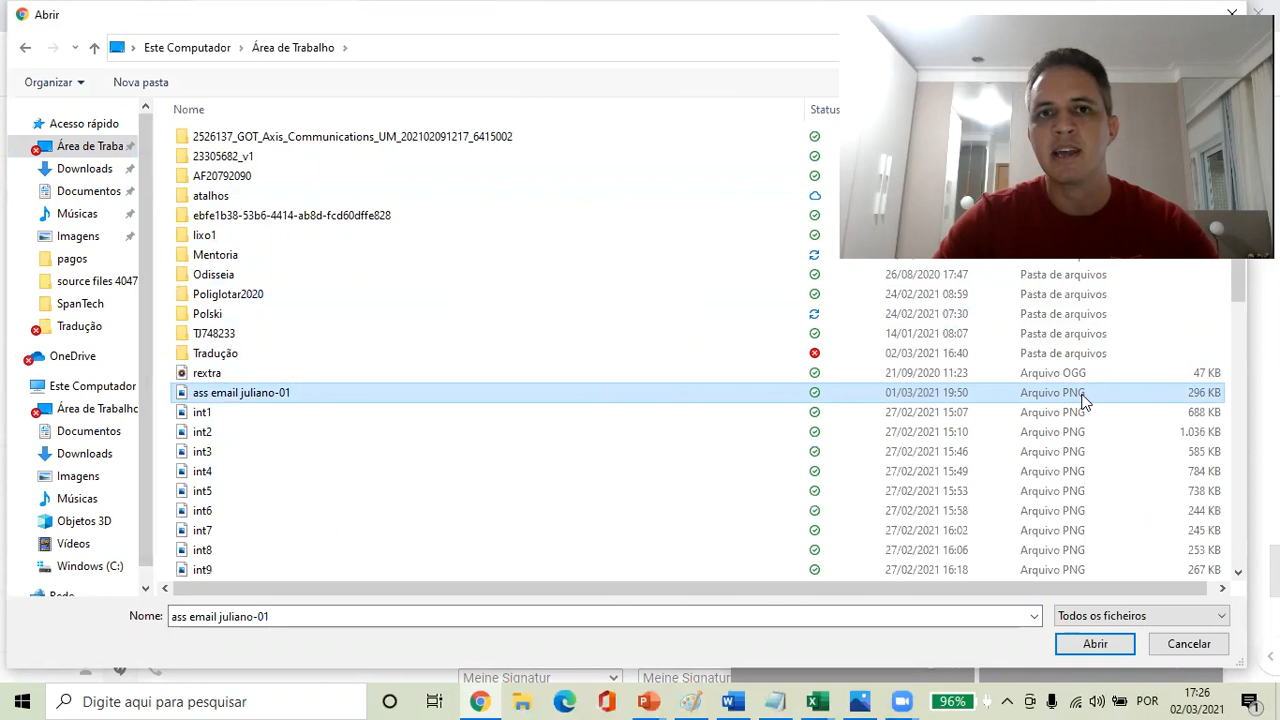 Abrir
Este Computador > Área de Trabalho >
Organizar Nova pasta
Nome Status
Acesso rápido
Área de Traba
Downloads
Documentos
Músicas
Imagens
pagos
source files 4047
SpanTech
Tradução
OneDrive
Este Computador
Área de Trabalho
Documentos
Downloads
Imagens
Músicas
Objetos 3D
Vídeos
Windows (C:)
2526137_GOT_Axis_Communications_UM_202102091217_6415002
23305682_v1
AF20792090
atalhos
ebfe1b38-53b6-4414-ab8d-fcd60dffe828
lixo1
Mentoria
Odisseia 26/08/2020 17:47 Pasta de arquivos
Poliglotar2020 24/02/2021 08:59 Pasta de arquivos
Polski 24/02/2021 07:30 Pasta de arquivos
TJ748233 14/01/2021 08:07 Pasta de arquivos
Tradução 02/03/2021 16:40 Pasta de arquivos
rextra 21/09/2020 11:23 Arquivo OGG 47 KB
ass email juliano-01 01/03/2021 19:50 Arquivo PNG 296 KB
int1 27/02/2021 15:07 Arquivo PNG 688 KB
int2 27/02/2021 15:10 Arquivo PNG 1.036 KB
int3 27/02/2021 15:46 Arquivo PNG 585 KB
int4 27/02/2021 15:49 Arquivo PNG 784 KB
int5 27/02/2021 15:53 Arquivo PNG 738 KB
int6 27/02/2021 15:58 Arquivo PNG 244 KB
int7 27/02/2021 16:02 Arquivo PNG 245 KB
int8 27/02/2021 16:06 Arquivo PNG 253 KB
int9 27/02/2021 16:18 Arquivo PNG 267 KB
Nome: ass email juliano-01 Todos os ficheiros
Abrir Cancelar
Meine Signatur Meine Signatur
Digite aqui para pesquisar 96% POR 17:26
02/03/2021